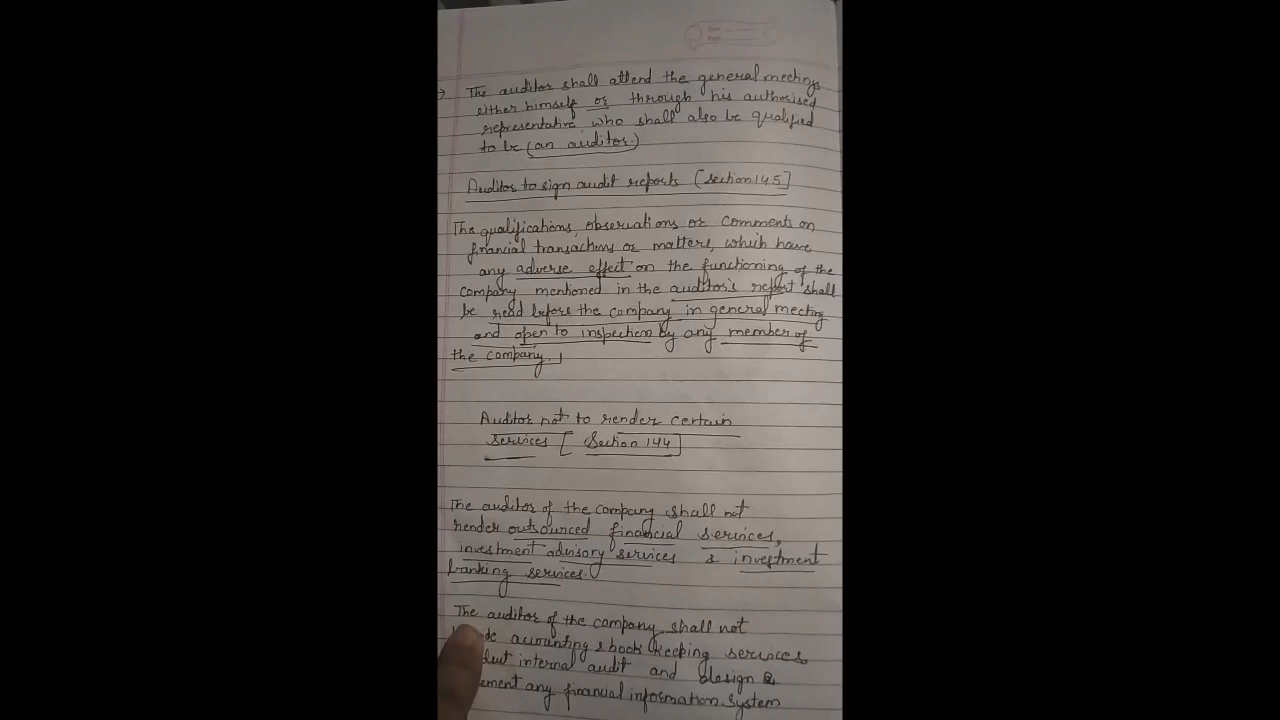 The auditor shall attend the general meetings
either himself or through his authorised
representative, who shall also be qualified
to be (an auditor.)
Auditor to sign audit reports [Section 145]
The qualifications, observations or comments on
financial transactions or matters, which have
any adverse effect on the functioning of the
company mentioned in the auditor's report shall
be read before the company in general meeting
and open to inspection by any member of
the company.
Auditor not to render certain
services [Section 144]
The auditor of the company shall not
render outsourced financial services,
investment advisory services & investment
banking services.
The auditor of the company shall not
accounting & book keeping services
internal audit and design &
any financial information system